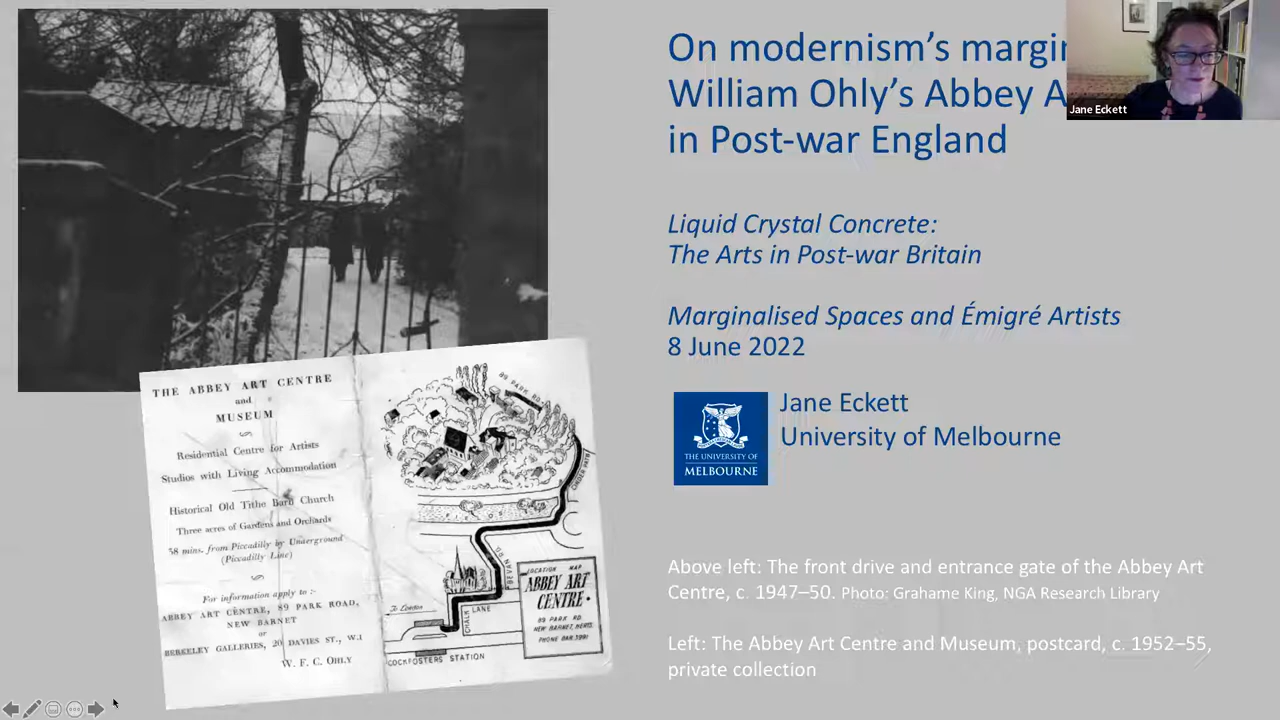 On modernism's margi
William Ohly's Abbey A
in Post-war England
Jane Eckett
Liquid Crystal Concrete:
The Arts in Post-war Britain
Marginalised Spaces and Émigré Artists
8 June 2022
THE UNIVERSITY OF
MELBOURNE
Jane Eckett
University of Melbourne
THE ABBEY ART CENTRE
and
MUSEUM
Residential Centre for Artists
Studios with Living Accommodation
Historical Old Tithe Barn Church
Three acres of Gardens and Orchards
38 mins. from Piccadilly by Underground
(Piccadilly Line)
For information apply to :-
ABBEY ART CENTRE, 89 PARK ROAD,
NEW BARNET
or
BERKELEY GALLERIES, 20 DAVIES ST., W.1
W. F. C. OHLY
89 PARK RD.
BEVAN RD.
To London
CHALK LANE
COCKFOSTERS STATION
LOCATION MAP
ABBEY ART
CENTRE
89 PARK RD.
NEW BARNET, HERTS.
PHONE BAR.
Above left: The front drive and entrance gate of the Abbey Art
Centre, c. 1947–50. Photo: Grahame King, NGA Research Library
Left: The Abbey Art Centre and Museum, postcard, c. 1952–55,
private collection